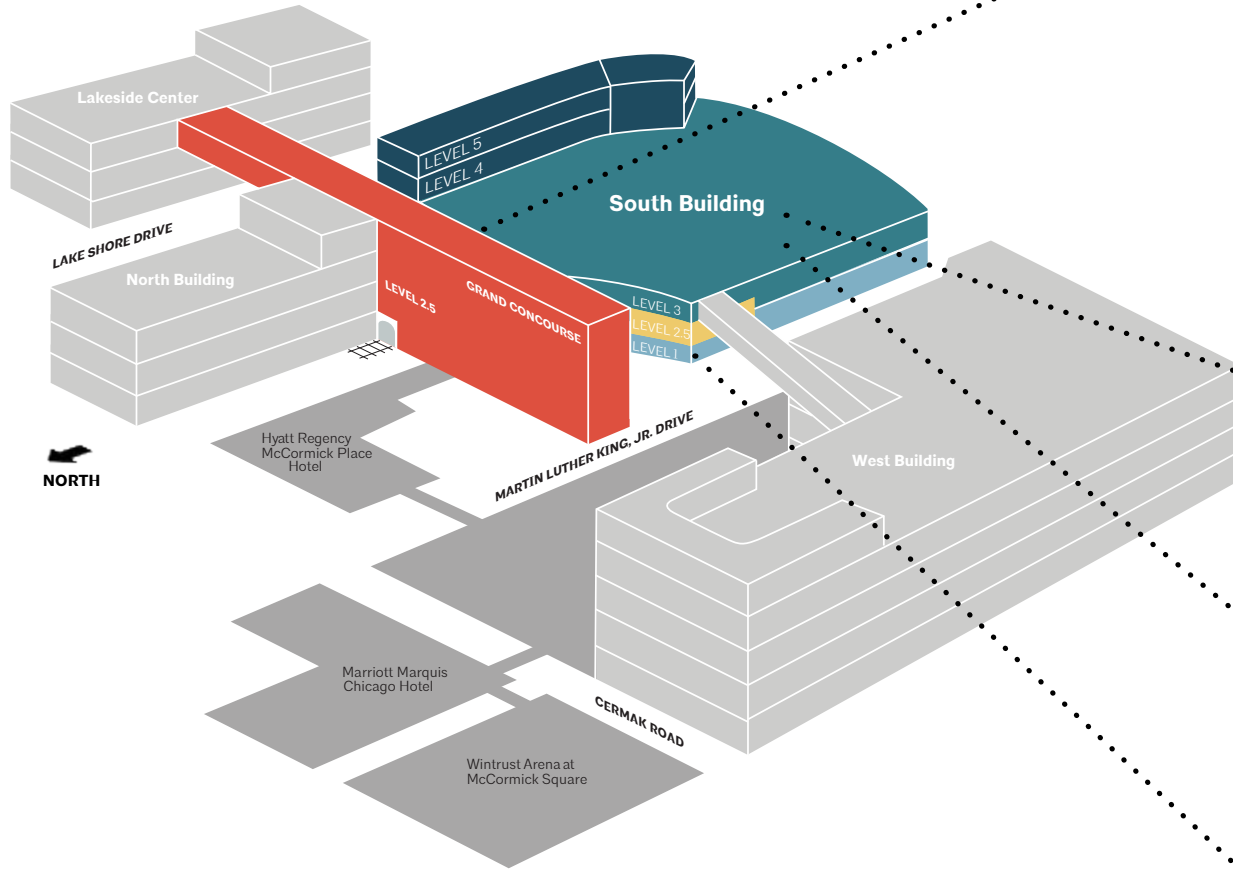 Lakeside Center
LEVEL 5
LEVEL 4
South Building
LAKE SHORE DRIVE
North Building
LEVEL 2.5
GRAND CONCOURSE
LEVEL 3
LEVEL 2.5
LEVEL 1
Hyatt Regency
McCormick Place
Hotel
MARTIN LUTHER KING, JR. DRIVE
West Building
NORTH
Marriott Marquis
Chicago Hotel
CERMAK ROAD
Wintrust Arena at
McCormick Square